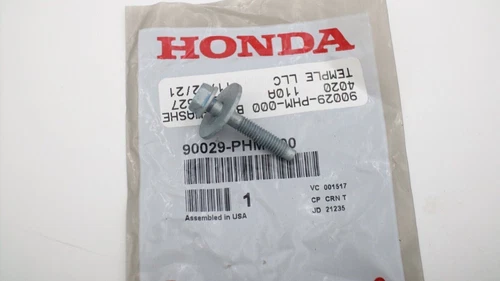 HONDA
90029-PHM-000 B
4020 110A
TEMPLE LLC
90029-PHM 00
VC 001517
1
CP CRN T
Assembled in USA
JD 21235